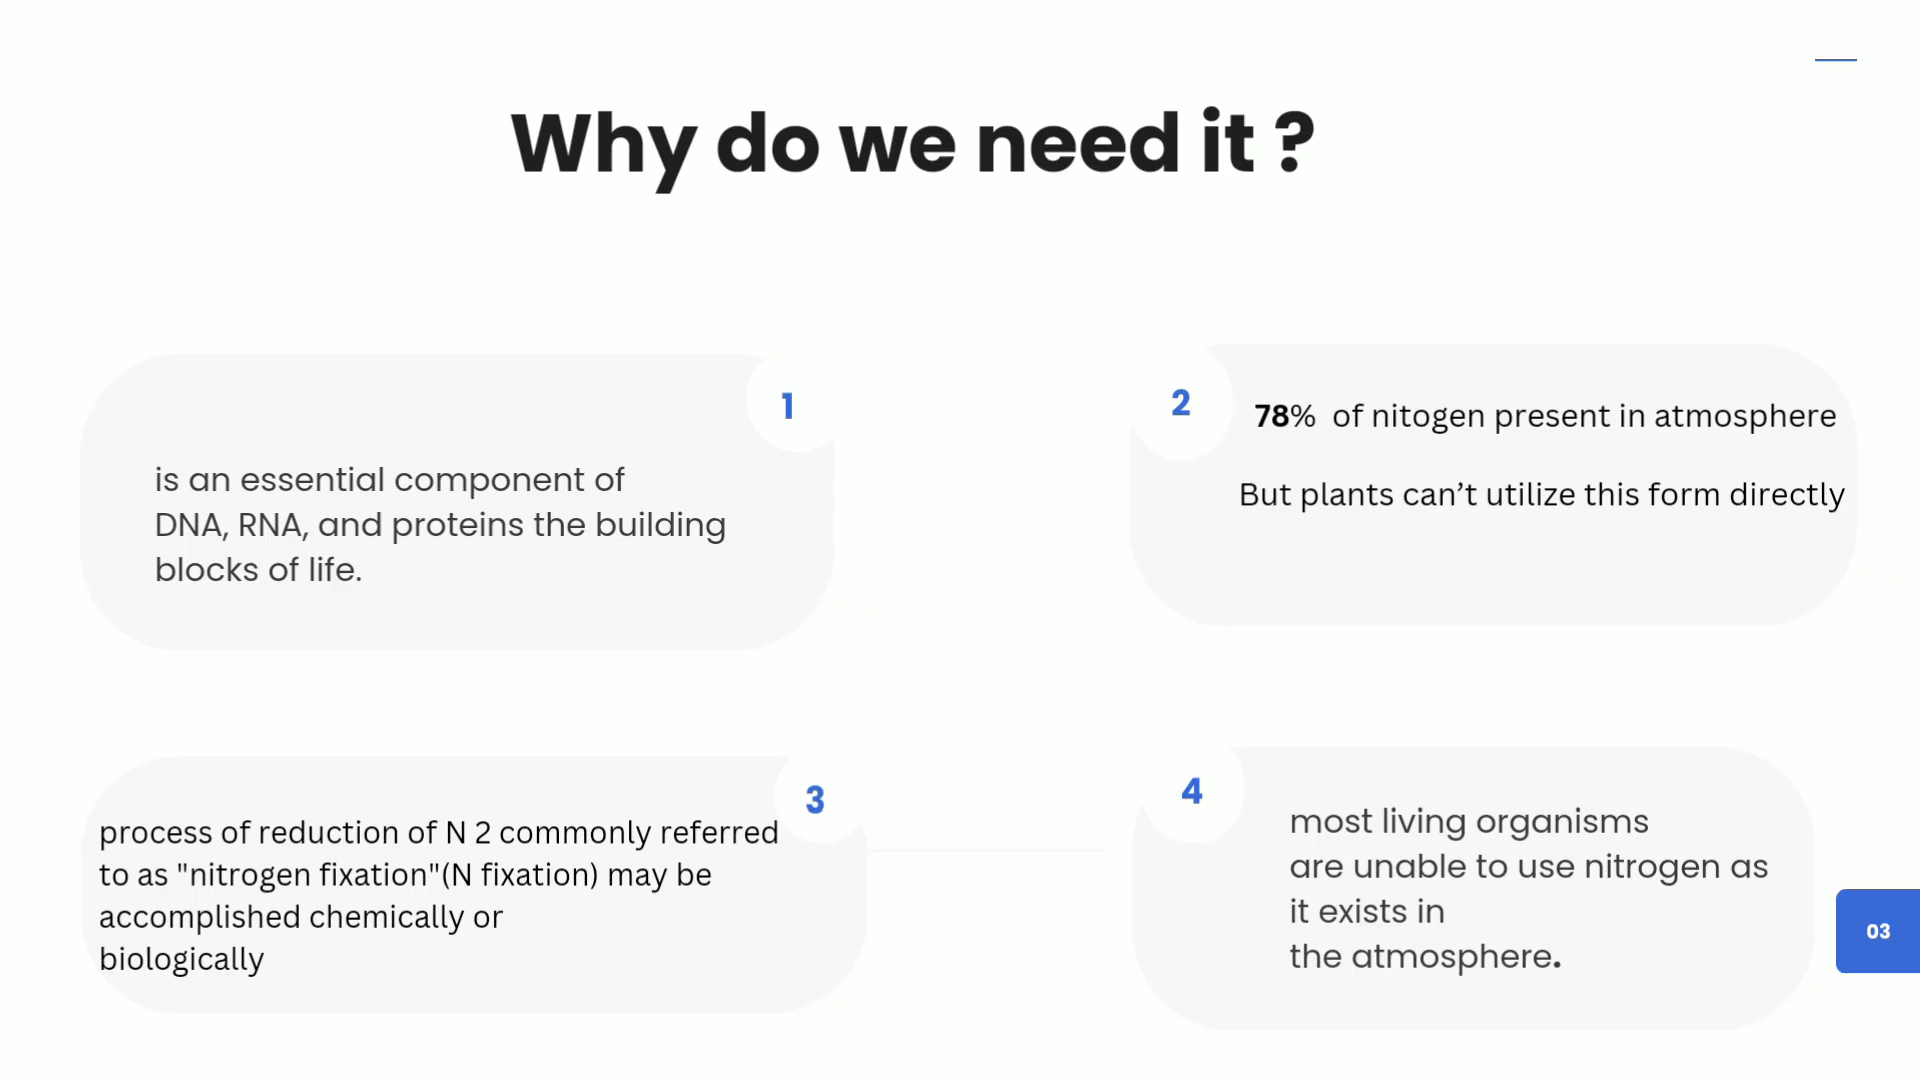 Why do we need it ?
1
is an essential component of
DNA, RNA, and proteins the building
blocks of life.
2
78% of nitogen present in atmosphere
But plants can’t utilize this form directly
3
process of reduction of N 2 commonly referred
to as "nitrogen fixation"(N fixation) may be
accomplished chemically or
biologically
4
most living organisms
are unable to use nitrogen as
it exists in
the atmosphere.
03